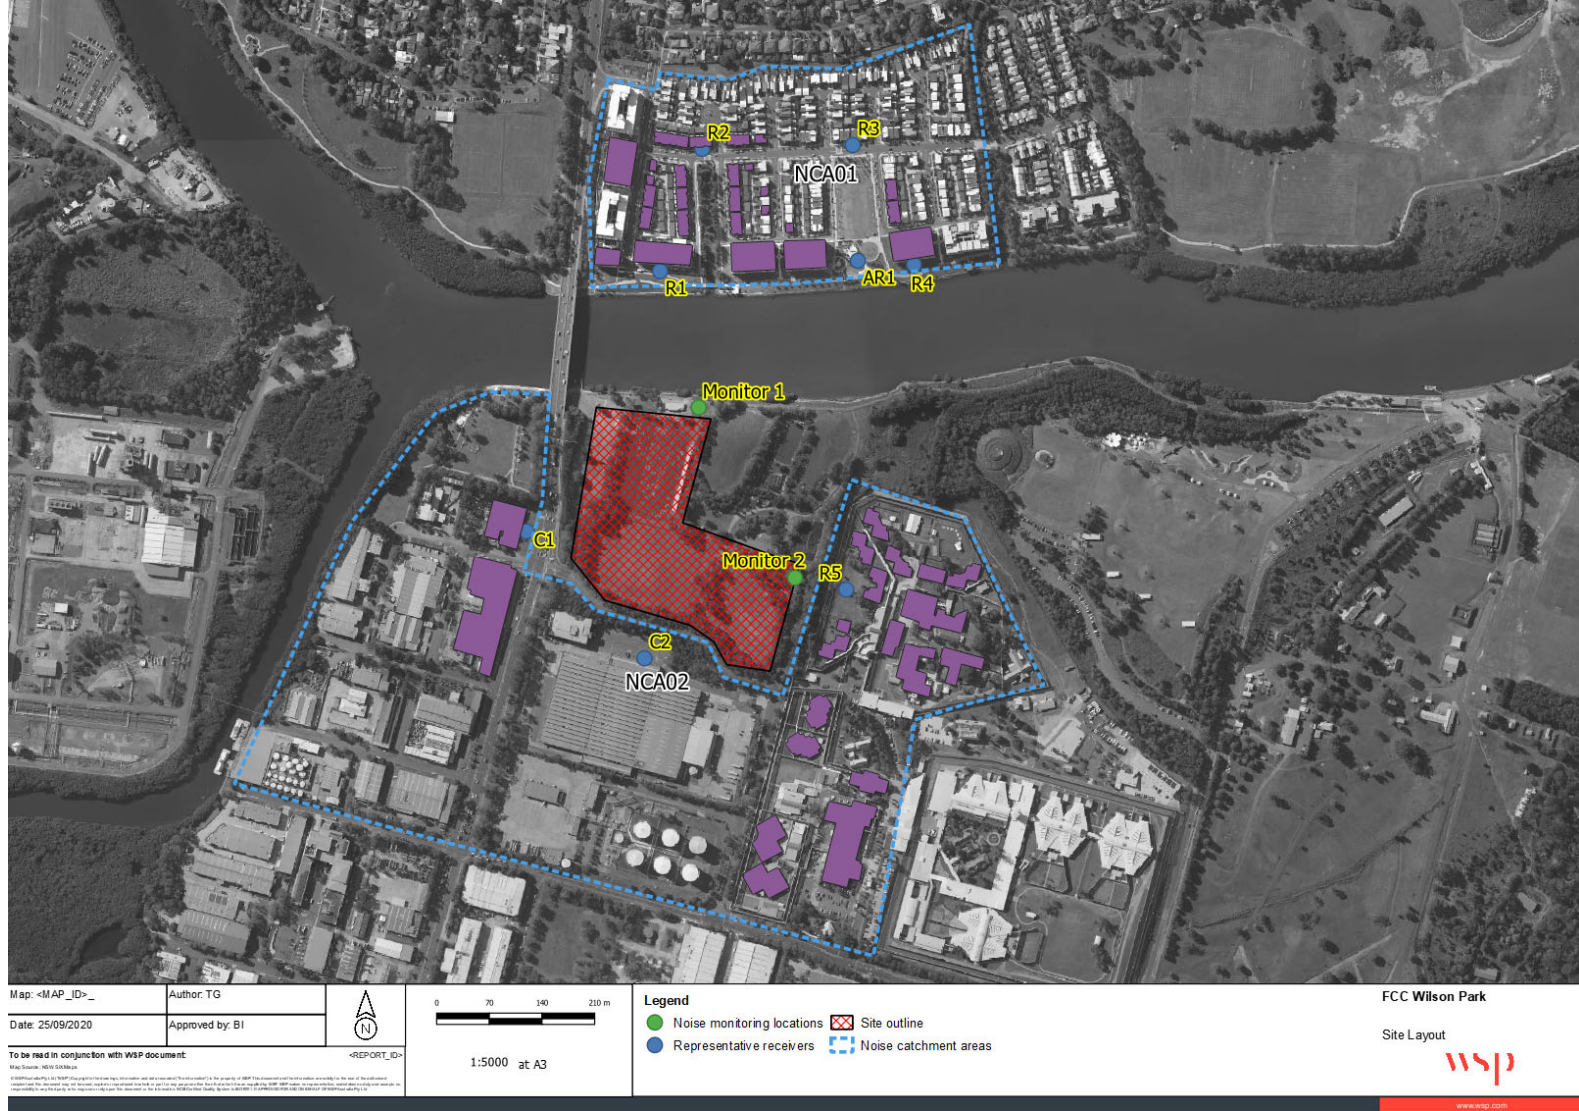 R2
R3
NCA01
R1
AR1
R4
Monitor 1
C1
Monitor 2
R5
C2
NCA02
Map: <MAP_ID>_
Author: TG
Date: 25/09/2020
Approved by: BI
N
To be read in conjunction with WSP document:
<REPORT_ID>
Map Source: NSW SIXMaps
0 70 140 210 m
1:5000 at A3
Legend
Noise monitoring locations
Site outline
Representative receivers
Noise catchment areas
FCC Wilson Park
Site Layout
wsp
www.wsp.com